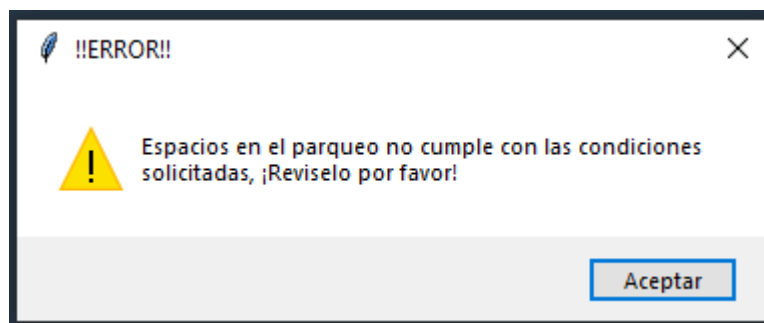 !!ERROR!!
Espacios en el parqueo no cumple con las condiciones
solicitadas, ¡Reviselo por favor!
Aceptar